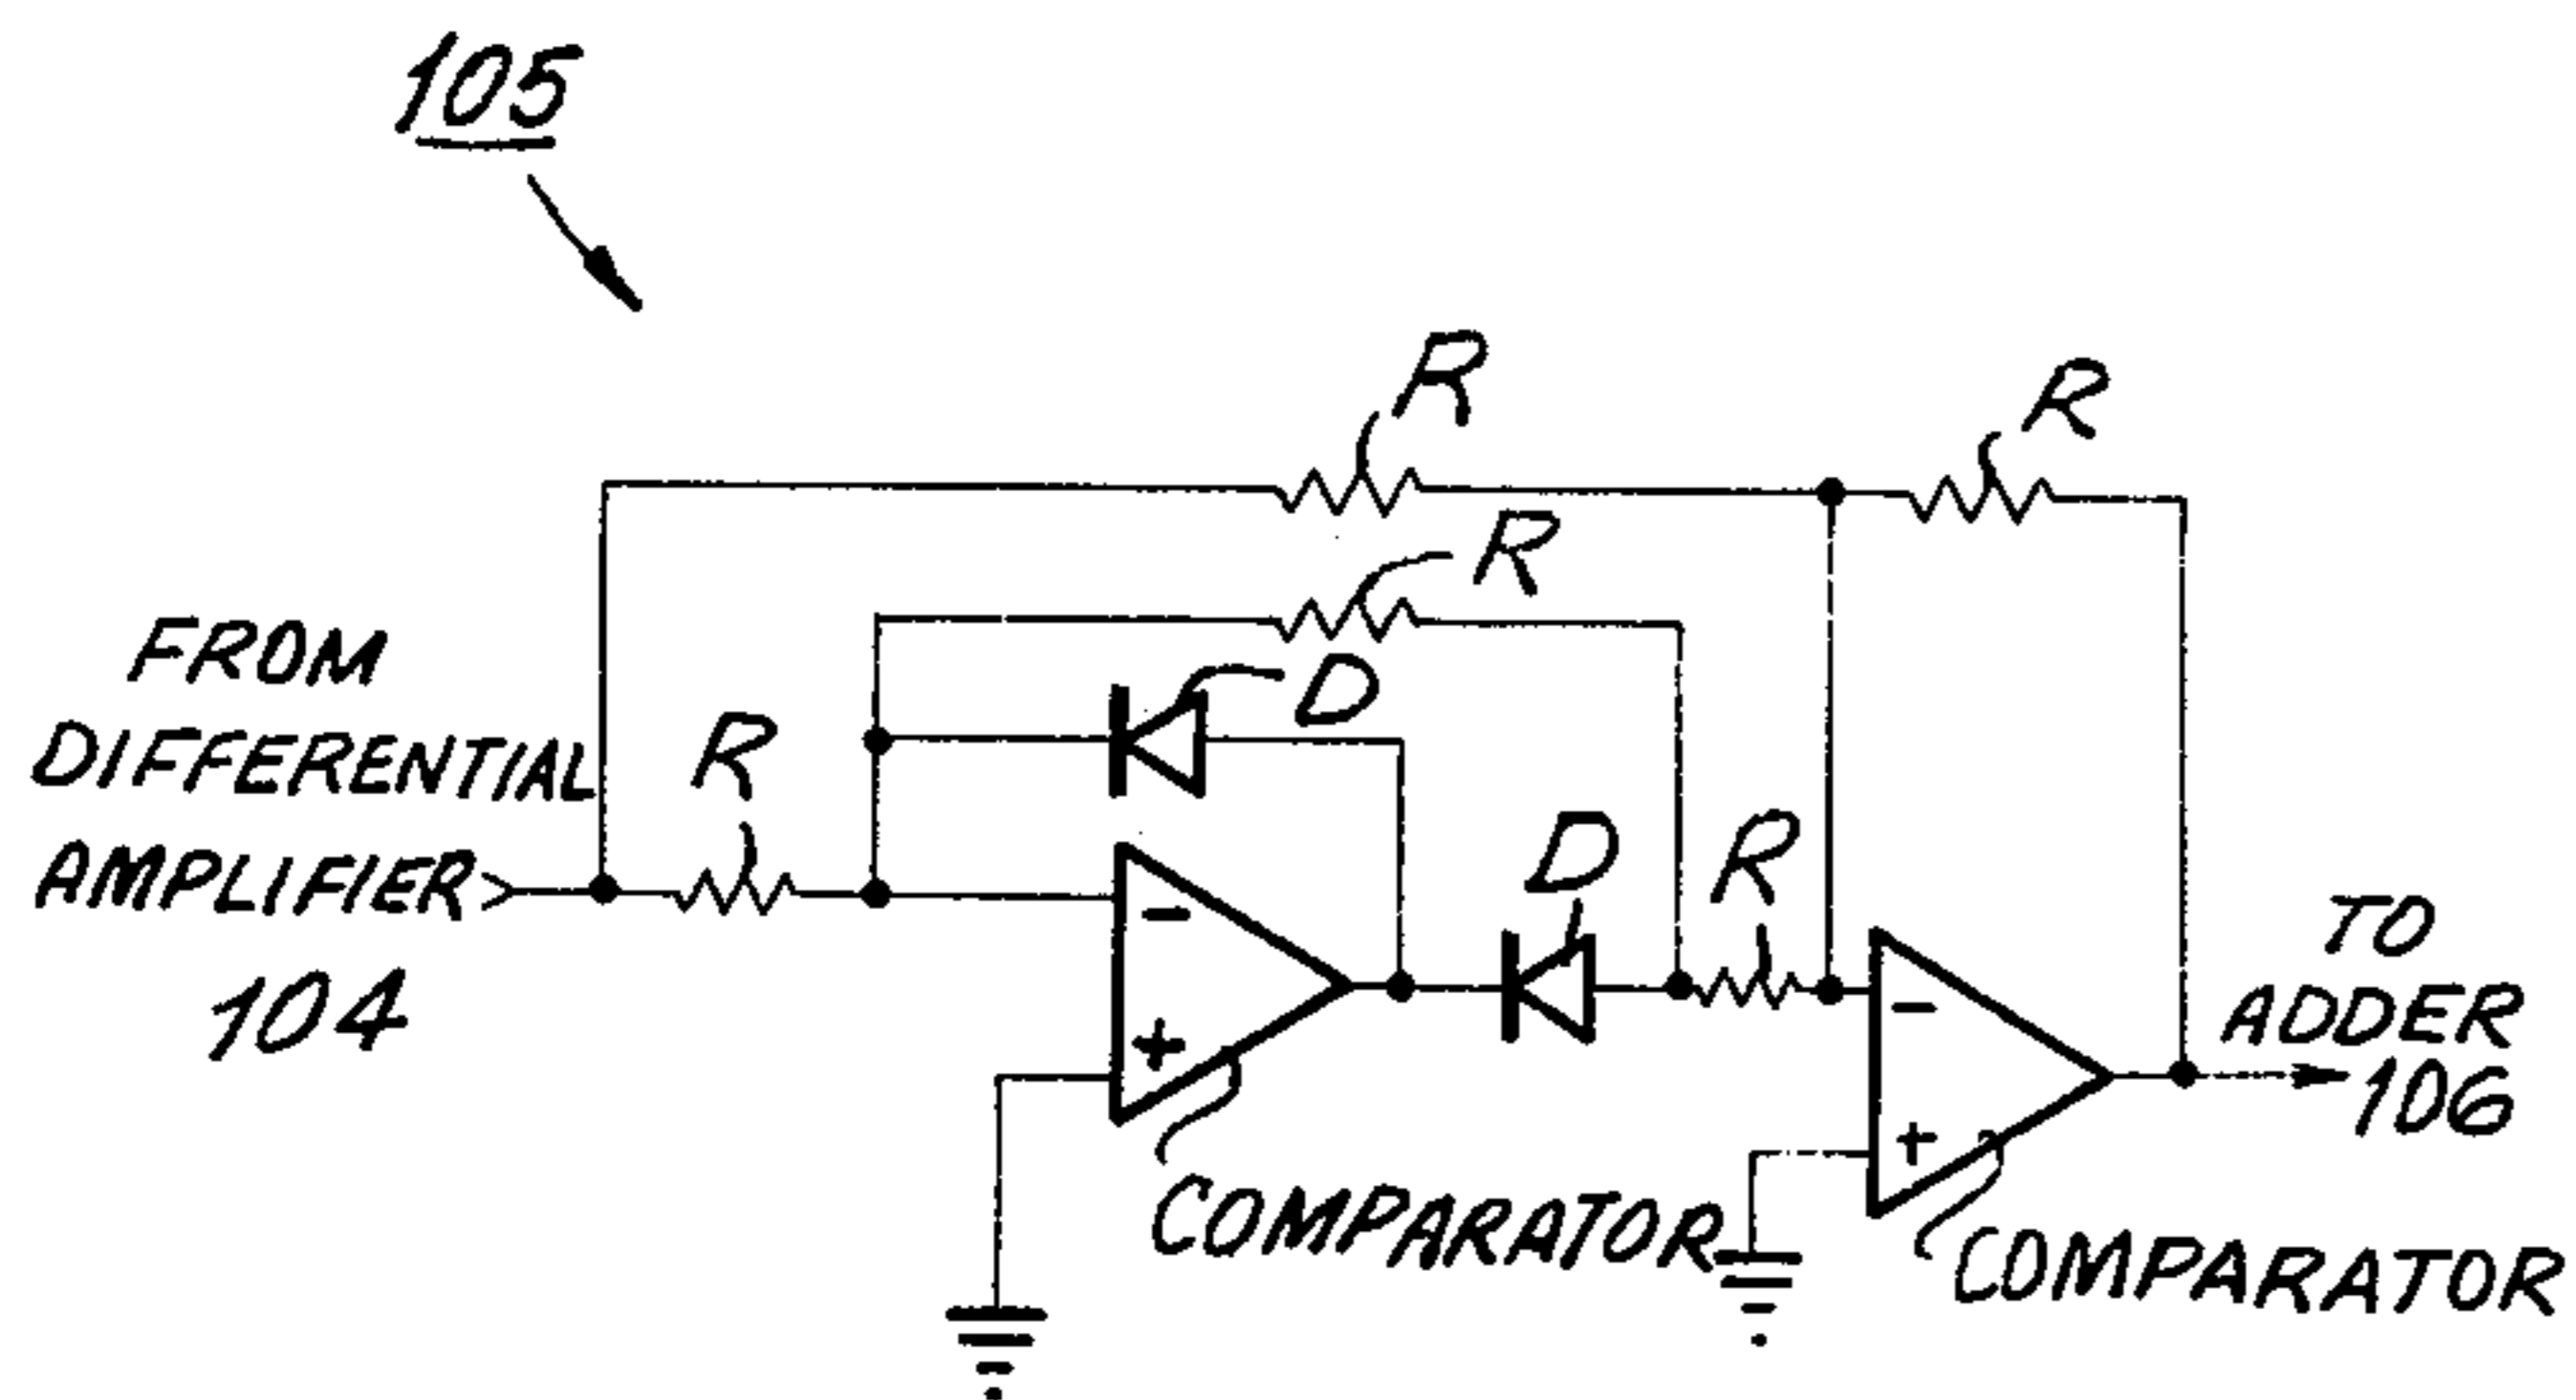 105
R
R
R
FROM
DIFFERENTIAL
AMPLIFIER
104
D
R
D
R
-
+
-
+
TO
ADDER
106
COMPARATOR
COMPARATOR